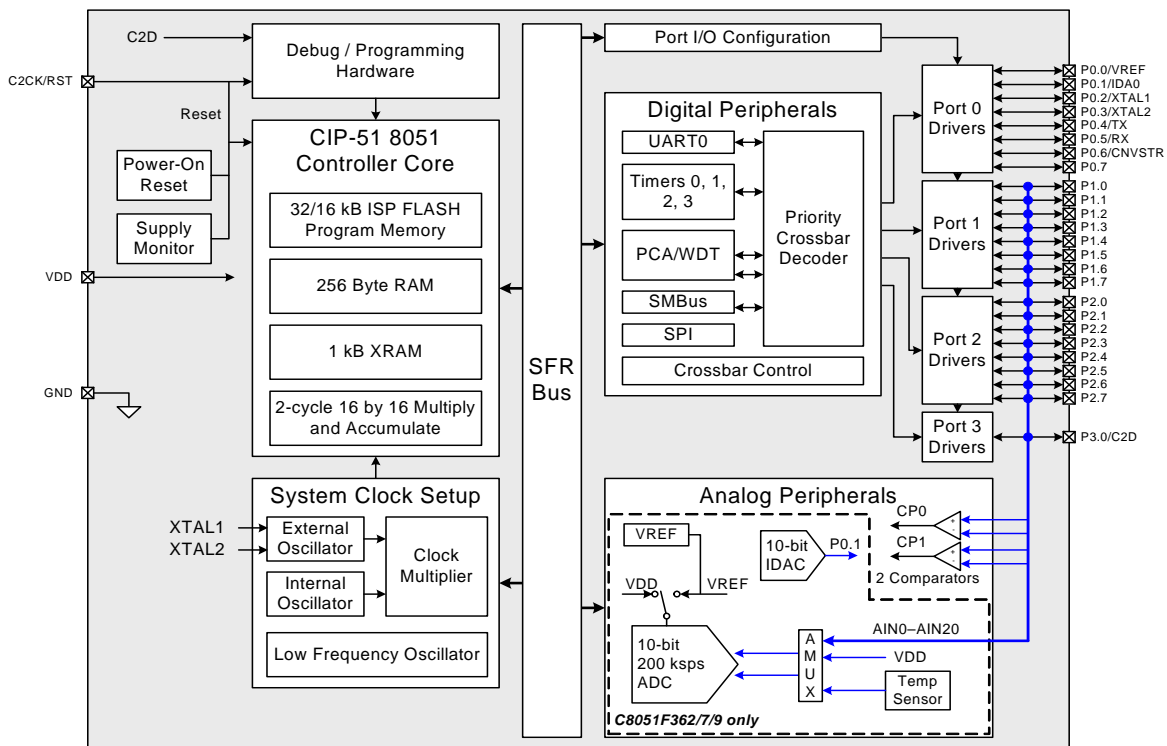 C2D
C2CK/RST
Reset
Debug / Programming
Hardware
Power-On
Reset
Supply
Monitor
VDD
GND
CIP-51 8051
Controller Core
32/16 kB ISP FLASH
Program Memory
256 Byte RAM
1 kB XRAM
2-cycle 16 by 16 Multiply
and Accumulate
System Clock Setup
XTAL1
XTAL2
External
Oscillator
Internal
Oscillator
Clock
Multiplier
Low Frequency Oscillator
SFR
Bus
Port I/O Configuration
Digital Peripherals
UART0
Timers 0, 1,
2, 3
PCA/WDT
SMBus
SPI
Priority
Crossbar
Decoder
Crossbar Control
Port 0
Drivers
Port 1
Drivers
Port 2
Drivers
Port 3
Drivers
P0.0/VREF
P0.1/IDA0
P0.2/XTAL1
P0.3/XTAL2
P0.4/TX
P0.5/RX
P0.6/CNVSTR
P0.7
P1.0
P1.1
P1.2
P1.3
P1.4
P1.5
P1.6
P1.7
P2.0
P2.1
P2.2
P2.3
P2.4
P2.5
P2.6
P2.7
P3.0/C2D
Analog Peripherals
VREF
VDD
VREF
10-bit
IDAC
P0.1
CP0
+
-
CP1
+
-
2 Comparators
10-bit
200 ksps
ADC
A
M
U
X
AIN0–AIN20
VDD
Temp
Sensor
C8051F362/7/9 only